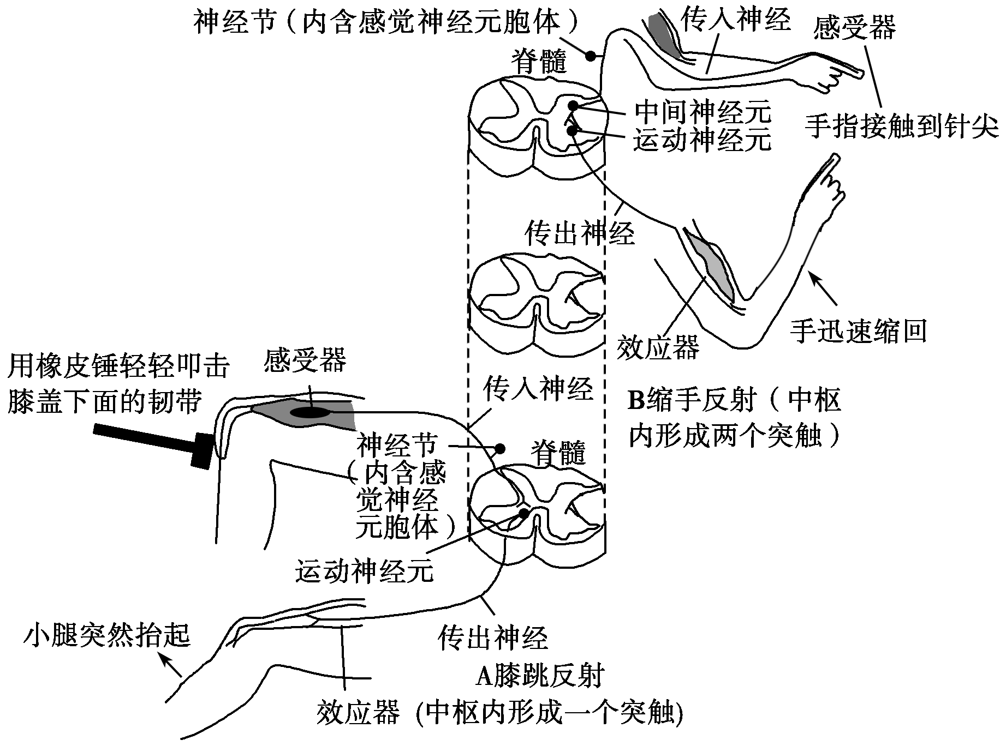 神经节（内含感觉神经元胞体）
传入神经
感受器
脊髓
中间神经元
运动神经元
手指接触到针尖
传出神经
效应器
手迅速缩回
B缩手反射（中枢
内形成两个突触）
用橡皮锤轻轻叩击
膝盖下面的韧带
感受器
传入神经
神经节
（内含感
觉神经
元胞体）
脊髓
运动神经元
小腿突然抬起
传出神经
A膝跳反射
效应器 (中枢内形成一个突触)